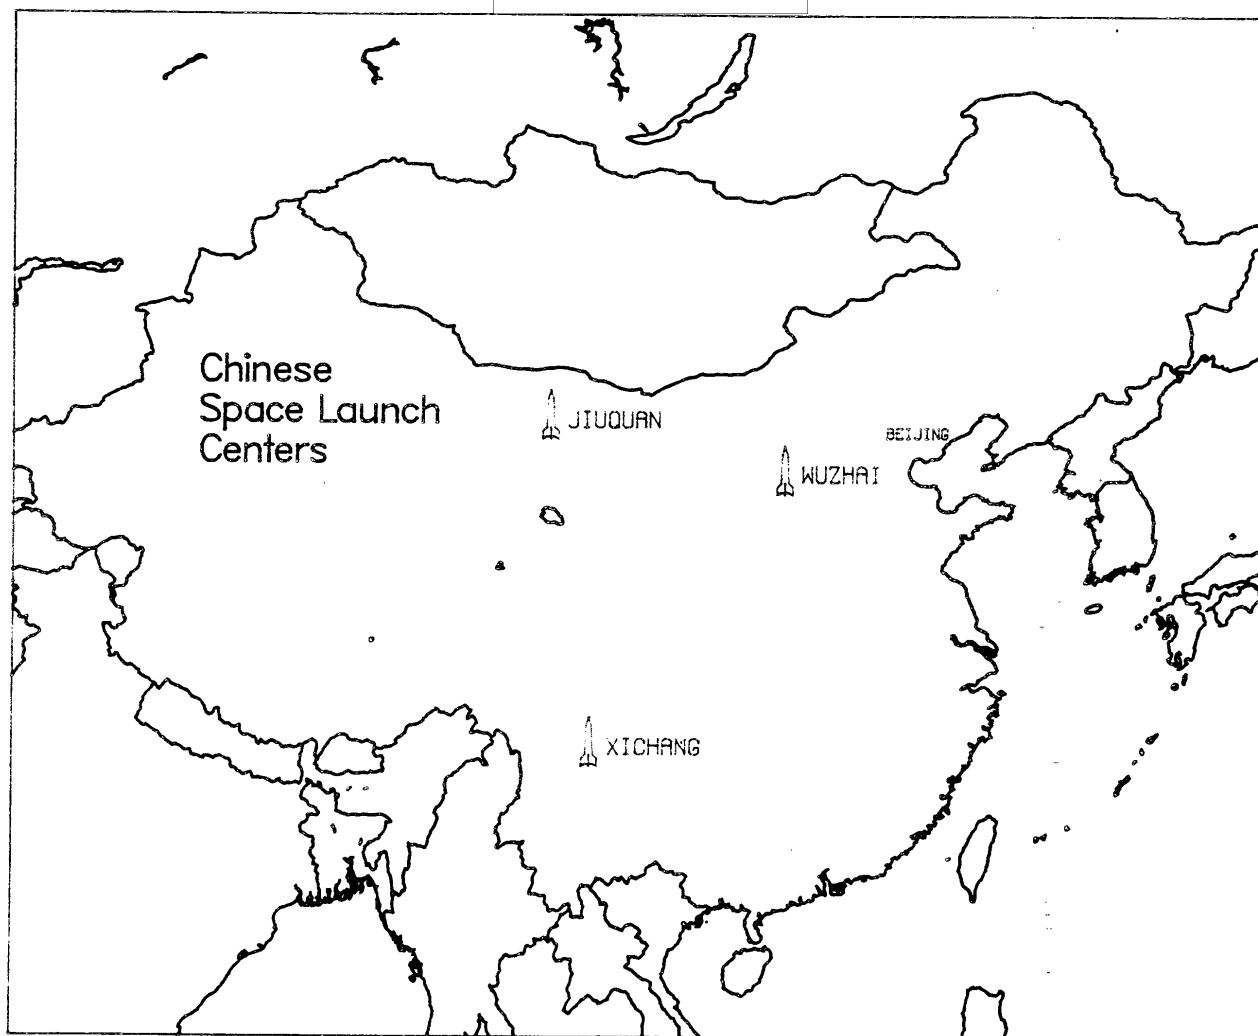 Chinese
Space Launch
Centers
JIUQUAN
BEIJING
WUZHAI
XICHANG